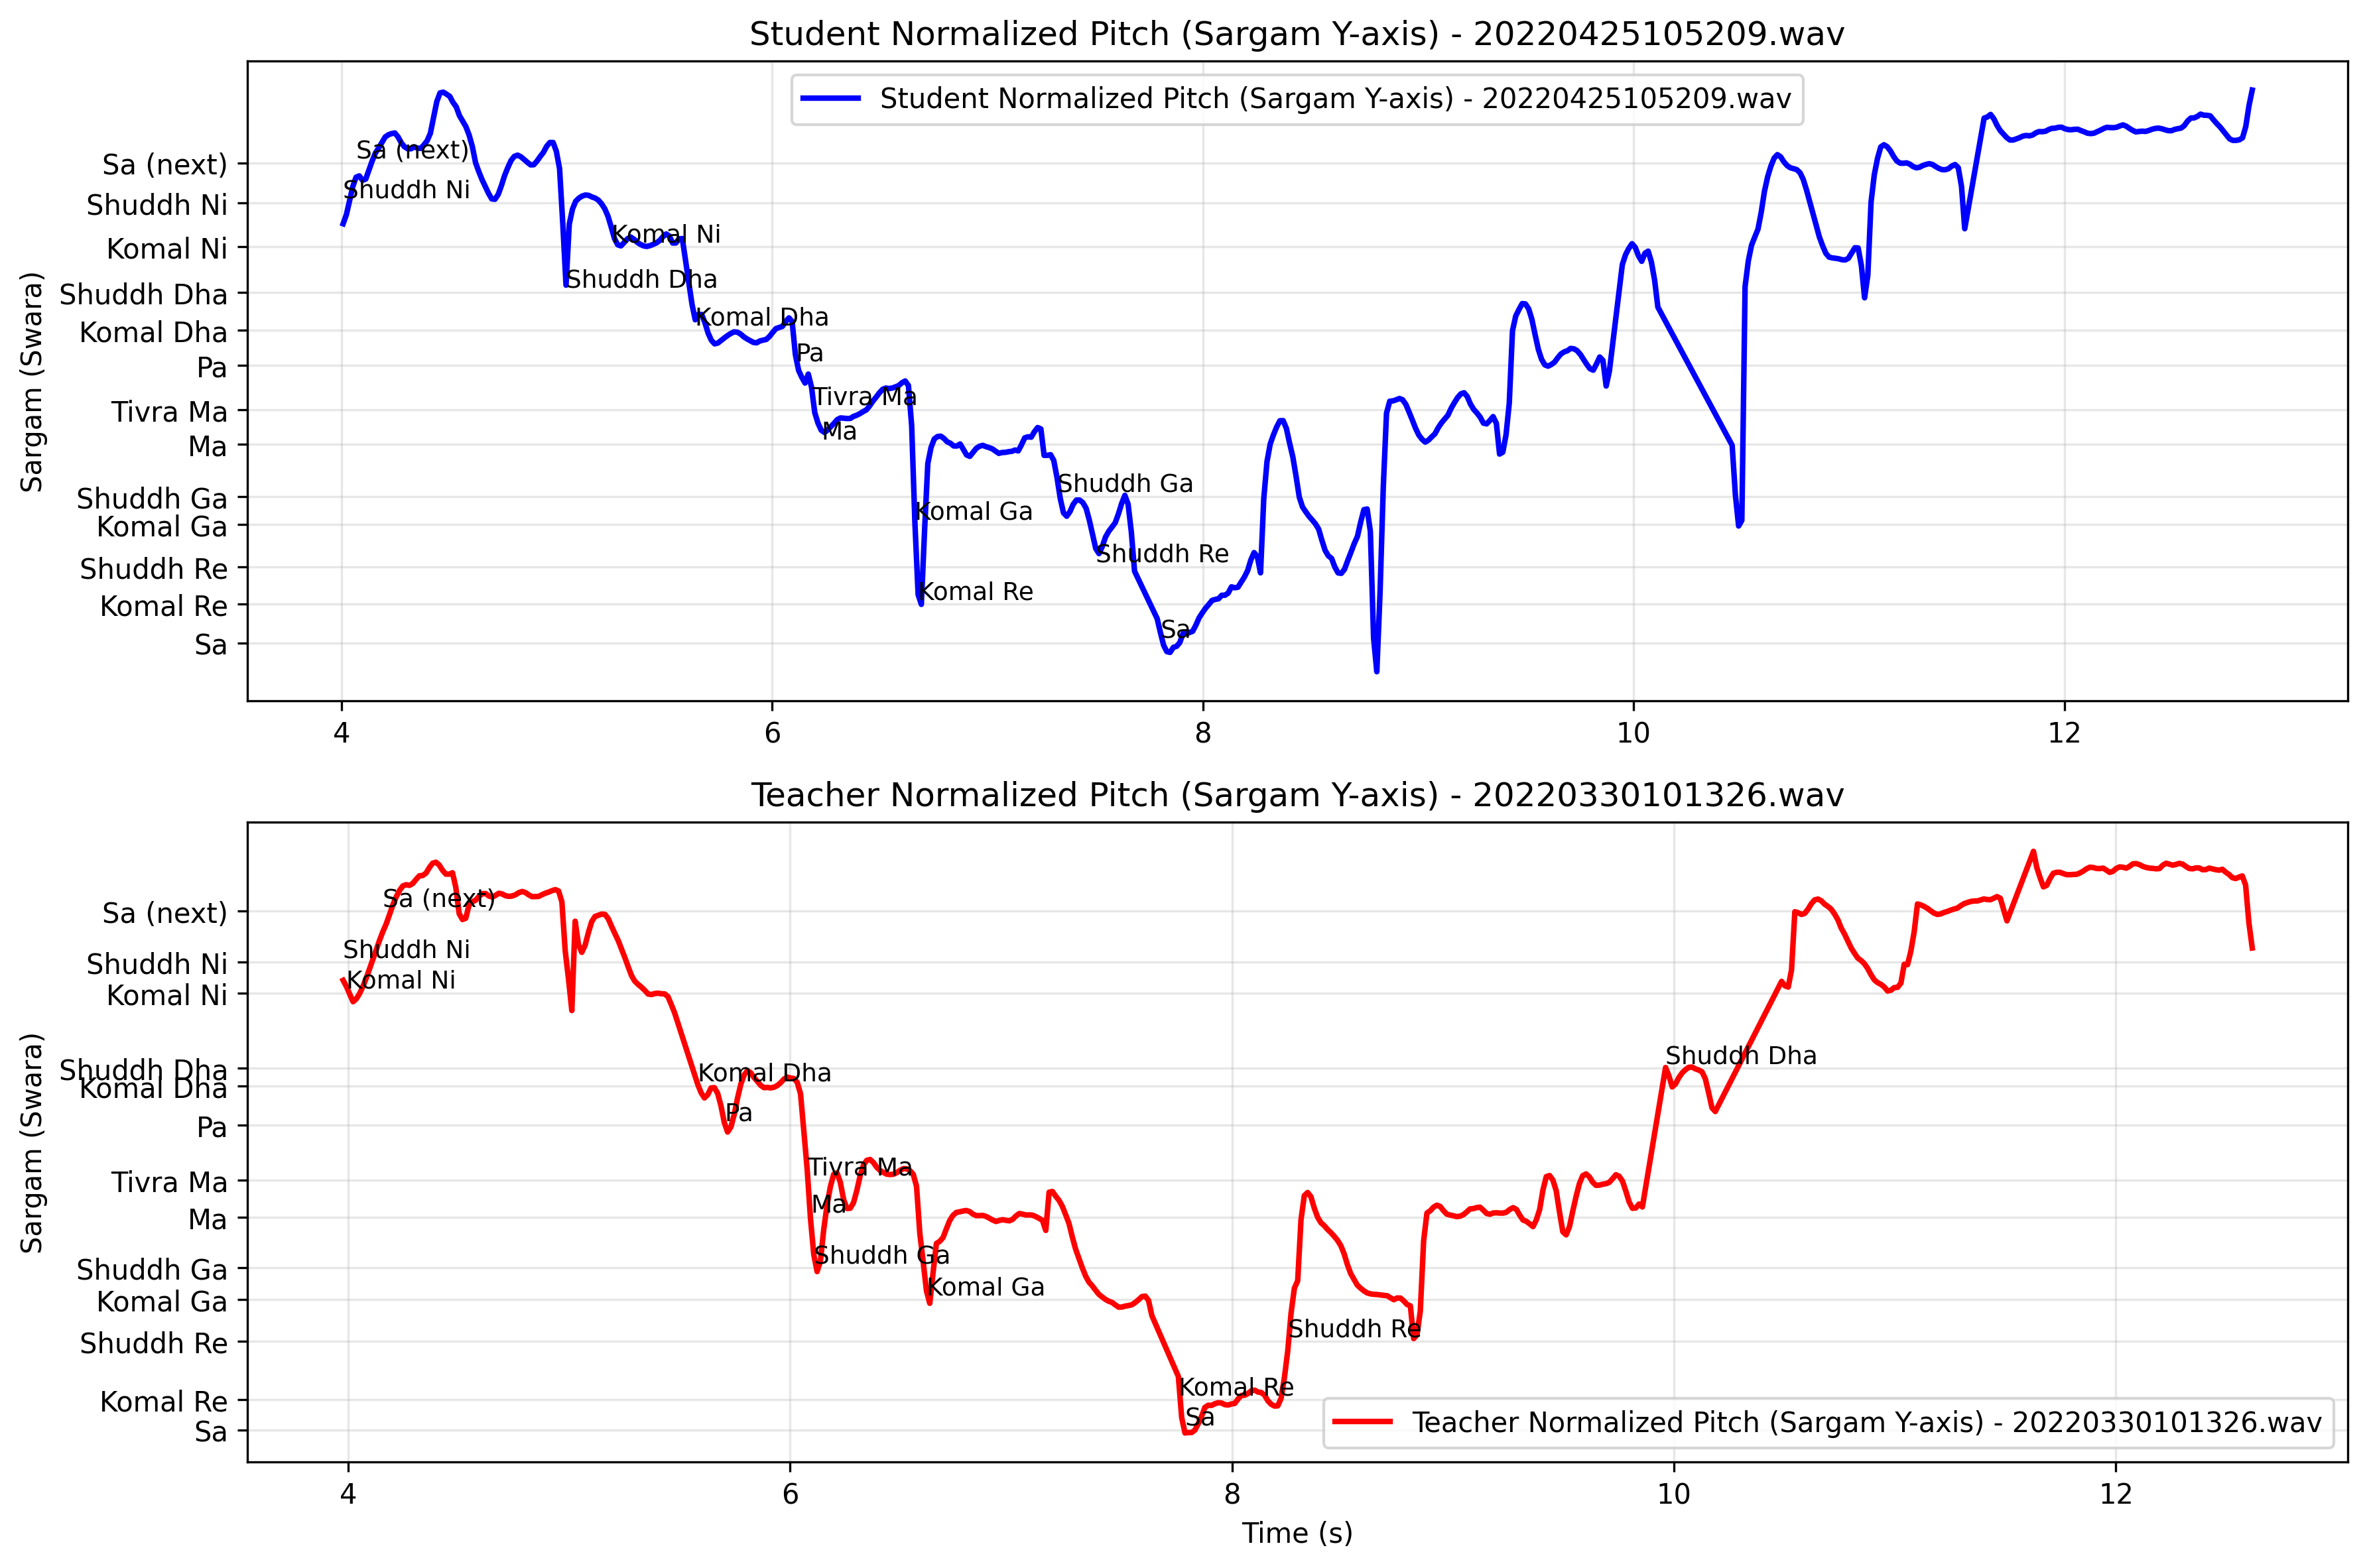 Student Normalized Pitch (Sargam Y-axis) - 20220425105209.wav
Student Normalized Pitch (Sargam Y-axis) - 20220425105209.wav
Sargam (Swara)
Sa (next)
Shuddh Ni
Komal Ni
Shuddh Dha
Komal Dha
Pa
Tivra Ma
Ma
Shuddh Ga
Komal Ga
Shuddh Re
Komal Re
Sa
Sa (next)
Shuddh Ni
Komal Ni
Shuddh Dha
Komal Dha
Pa
Tivra Ma
Ma
Shuddh Ga
Komal Ga
Shuddh Re
Komal Re
Sa
4 6 8 10 12
Teacher Normalized Pitch (Sargam Y-axis) - 20220330101326.wav
Sargam (Swara)
Sa (next)
Shuddh Ni
Komal Ni
Shuddh Dha
Komal Dha
Pa
Tivra Ma
Ma
Shuddh Ga
Komal Ga
Shuddh Re
Komal Re
Sa
Sa (next)
Shuddh Ni
Komal Ni
Shuddh Dha
Komal Dha
Pa
Tivra Ma
Ma
Shuddh Ga
Komal Ga
Shuddh Re
Komal Re
Sa
Teacher Normalized Pitch (Sargam Y-axis) - 20220330101326.wav
4 6 8 10 12
Time (s)